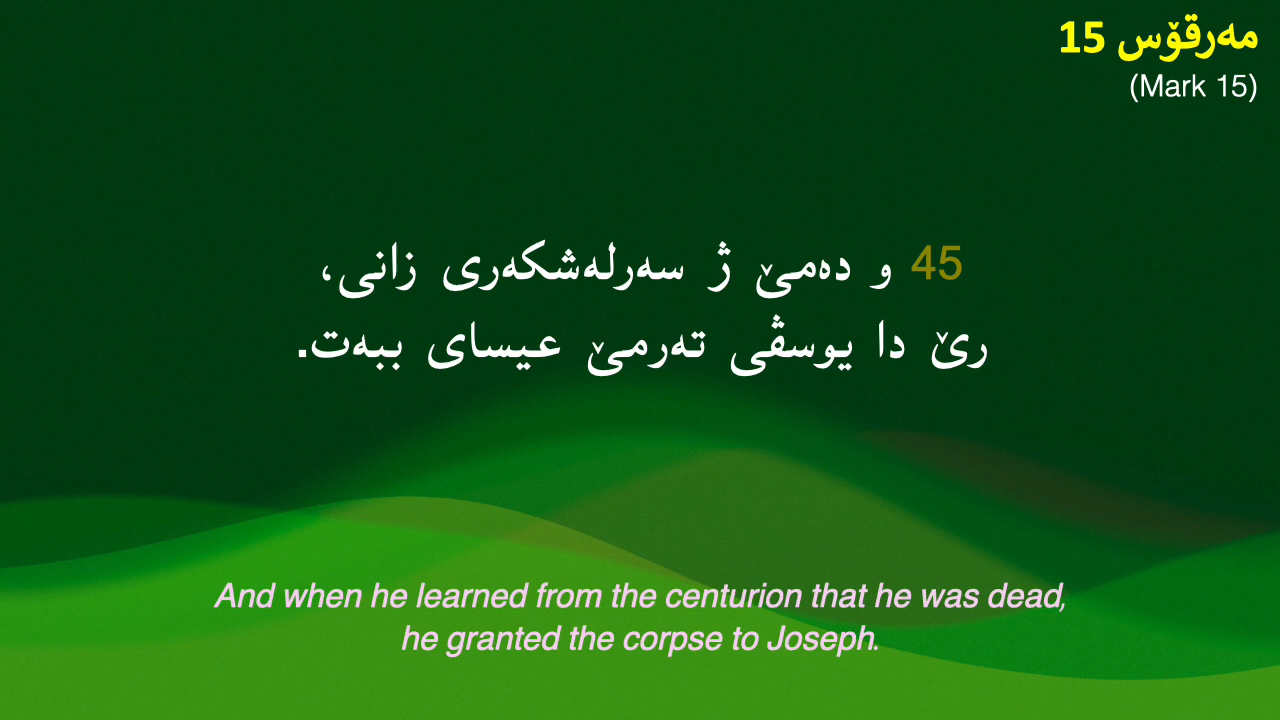 مەرقۆس 15
(Mark 15)
45 و دەمێ ژ سەرلەشکەری زانی،
رێ دا یوسڤی تەرمێ عیسای ببەت.
And when he learned from the centurion that he was dead,
he granted the corpse to Joseph.